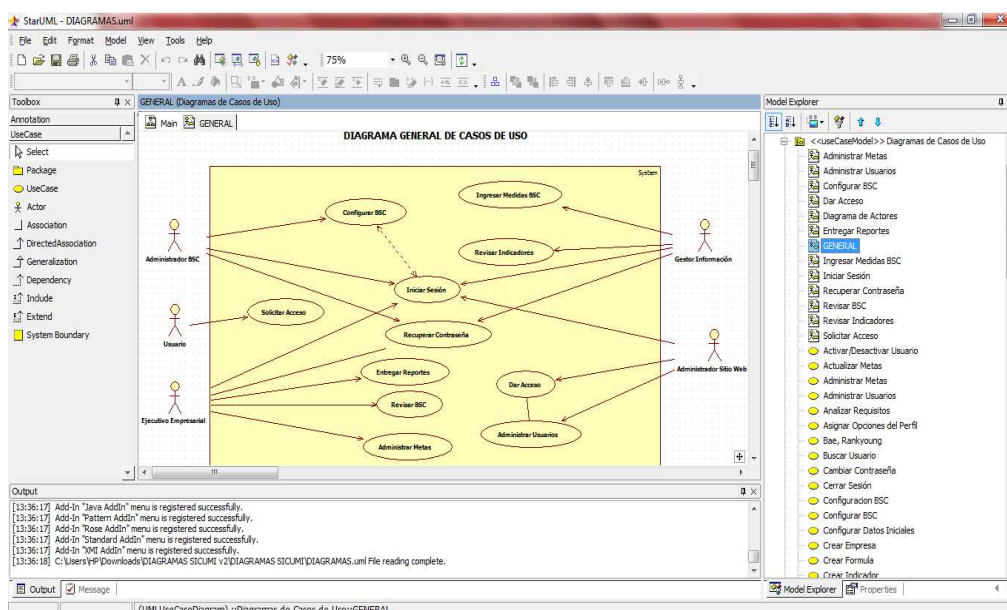 StarUML - DIAGRAMAS.uml
File Edit Format Model View Tools Help
75%
Toolbox
Annotation
UseCase
Select
Package
UseCase
Actor
Association
DirectedAssociation
Generalization
Dependency
Include
Extend
System Boundary
GENERAL (Diagramas de Casos de Uso)
Main GENERAL
DIAGRAMA GENERAL DE CASOS DE USO
System
Ingresar Medidas BSC
Configurar BSC
Administrador BSC
Revisar Indicadores
Gestor Información
Iniciar Sesión
Solicitar Acceso
Usuario
Recuperar Contraseña
Entregar Reportes
Administrador Sitio Web
Dar Acceso
Revisar BSC
Ejecutivo Empresarial
Administrar Usuarios
Administrar Metas
Model Explorer
<<useCaseModel>> Diagramas de Casos de Uso
Administrar Metas
Administrar Usuarios
Configurar BSC
Dar Acceso
Diagrama de Actores
Entregar Reportes
GENERAL
Ingresar Medidas BSC
Iniciar Sesión
Recuperar Contraseña
Revisar BSC
Revisar Indicadores
Solicitar Acceso
Activar/Desactivar Usuario
Actualizar Metas
Administrar Metas
Administrar Usuarios
Analizar Requisitos
Asignar Opciones del Perfil
Bae, Rankyoung
Buscar Usuario
Cambiar Contraseña
Cerrar Sesión
Configuracion BSC
Configurar BSC
Configurar Datos Iniciales
Crear Empresa
Crear Formula
Crear Indicador
Model Explorer Properties
Output
[13:36:17] Add-In "Java AddIn" menu is registered successfully.
[13:36:17] Add-In "Pattern AddIn" menu is registered successfully.
[13:36:17] Add-In "Rose AddIn" menu is registered successfully.
[13:36:17] Add-In "Standard AddIn" menu is registered successfully.
[13:36:17] Add-In "XMI AddIn" menu is registered successfully.
[13:36:18] C:\Users\HP\Downloads\DIAGRAMAS SICUMI v2\DIAGRAMAS SICUMI\DIAGRAMAS.uml File reading complete.
Output Message
(UMLUseCaseDiagram) ::Diagramas de Casos de Uso::GENERAL